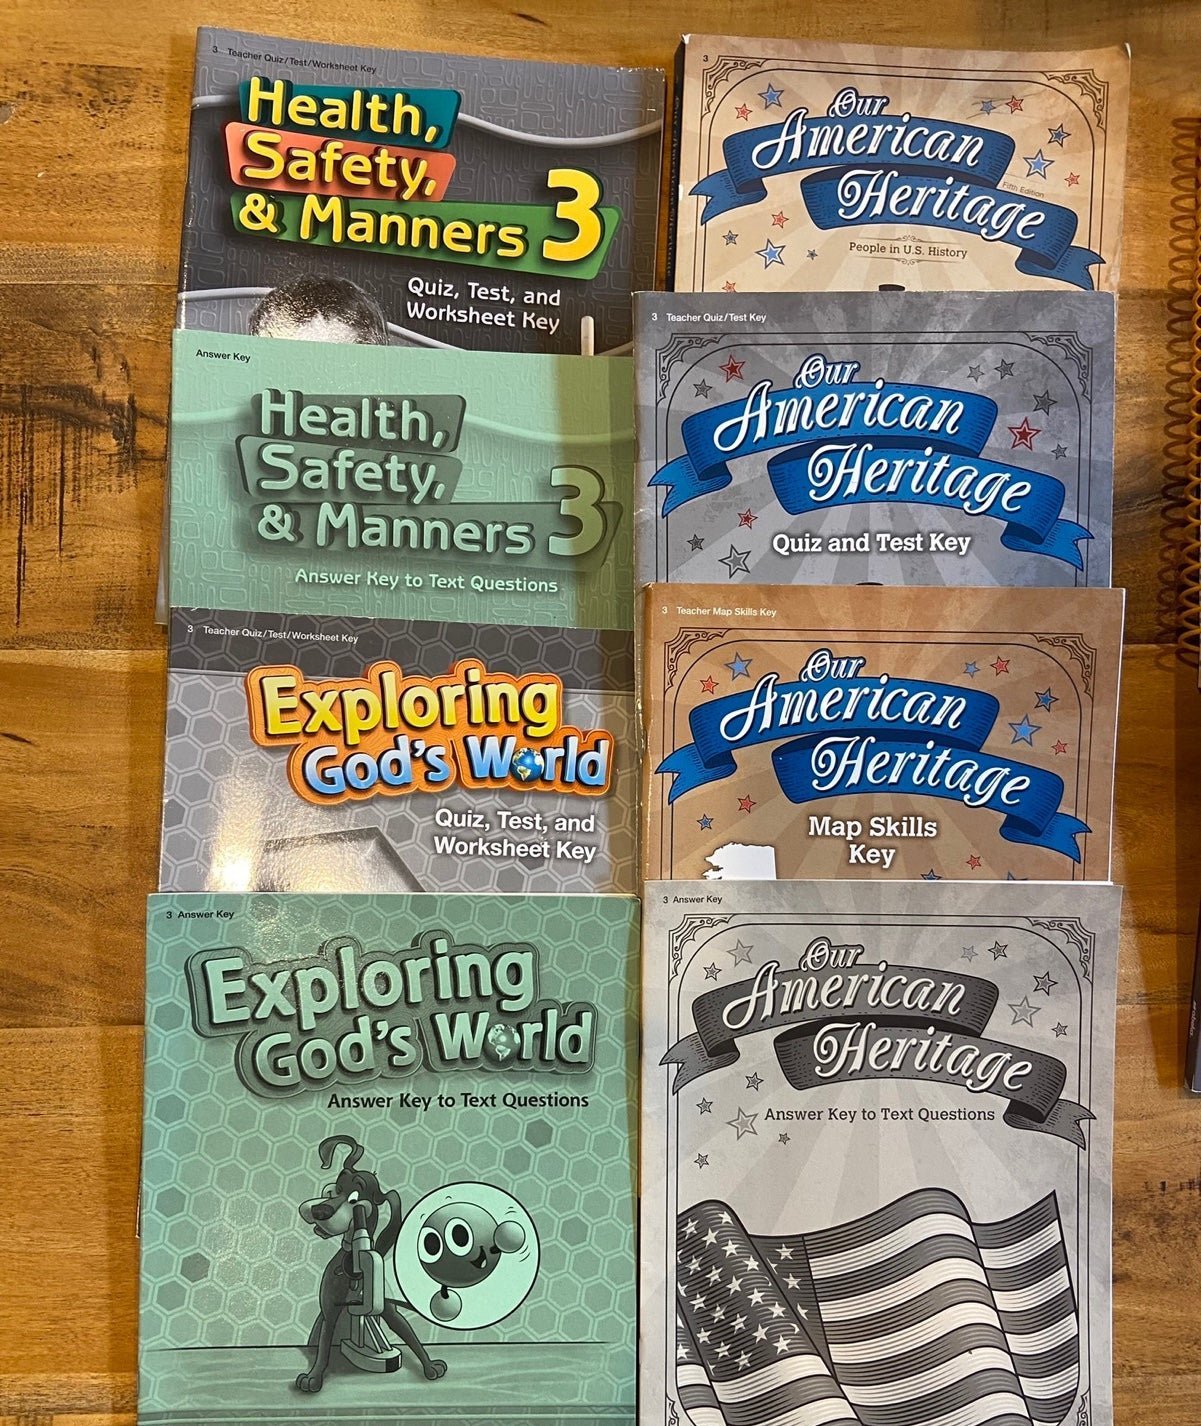 3 Teacher Quiz/Test/Worksheet Key
Health,
Safety,
& Manners 3
Quiz, Test, and
Worksheet Key
Answer Key
Health,
Safety,
& Manners 3
Answer Key to Text Questions
3 Teacher Quiz/Test/Worksheet Key
Exploring
God's World
Quiz, Test, and
Worksheet Key
3 Answer Key
Exploring
God's World
Answer Key to Text Questions
3
Our
American
Heritage
Fifth Edition
People in U.S. History
3 Teacher Quiz/Test Key
Our
American
Heritage
Quiz and Test Key
3 Teacher Map Skills Key
Our
American
Heritage
Map Skills
Key
3 Answer Key
Our
American
Heritage
Answer Key to Text Questions